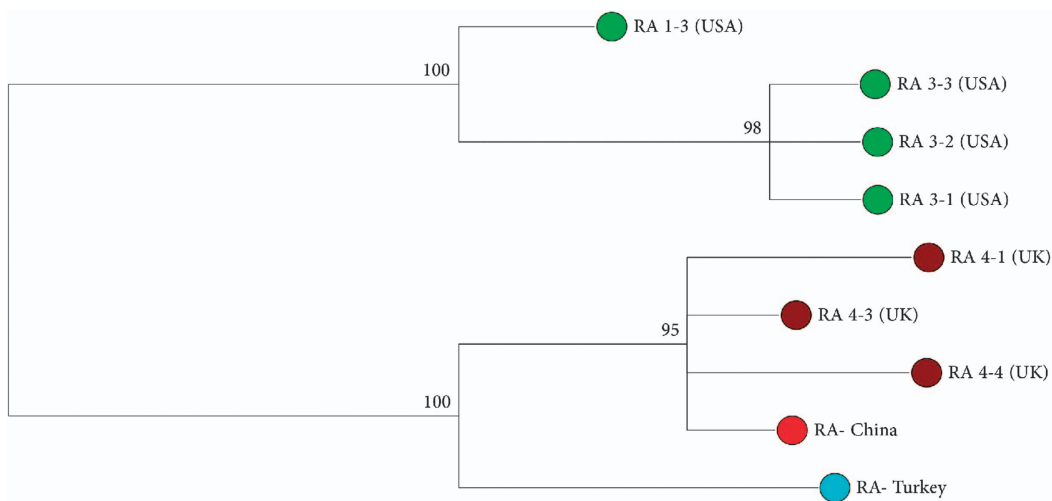 RA 1-3 (USA)
100
RA 3-3 (USA)
98
RA 3-2 (USA)
RA 3-1 (USA)
RA 4-1 (UK)
RA 4-3 (UK)
95
RA 4-4 (UK)
100
RA- China
RA- Turkey